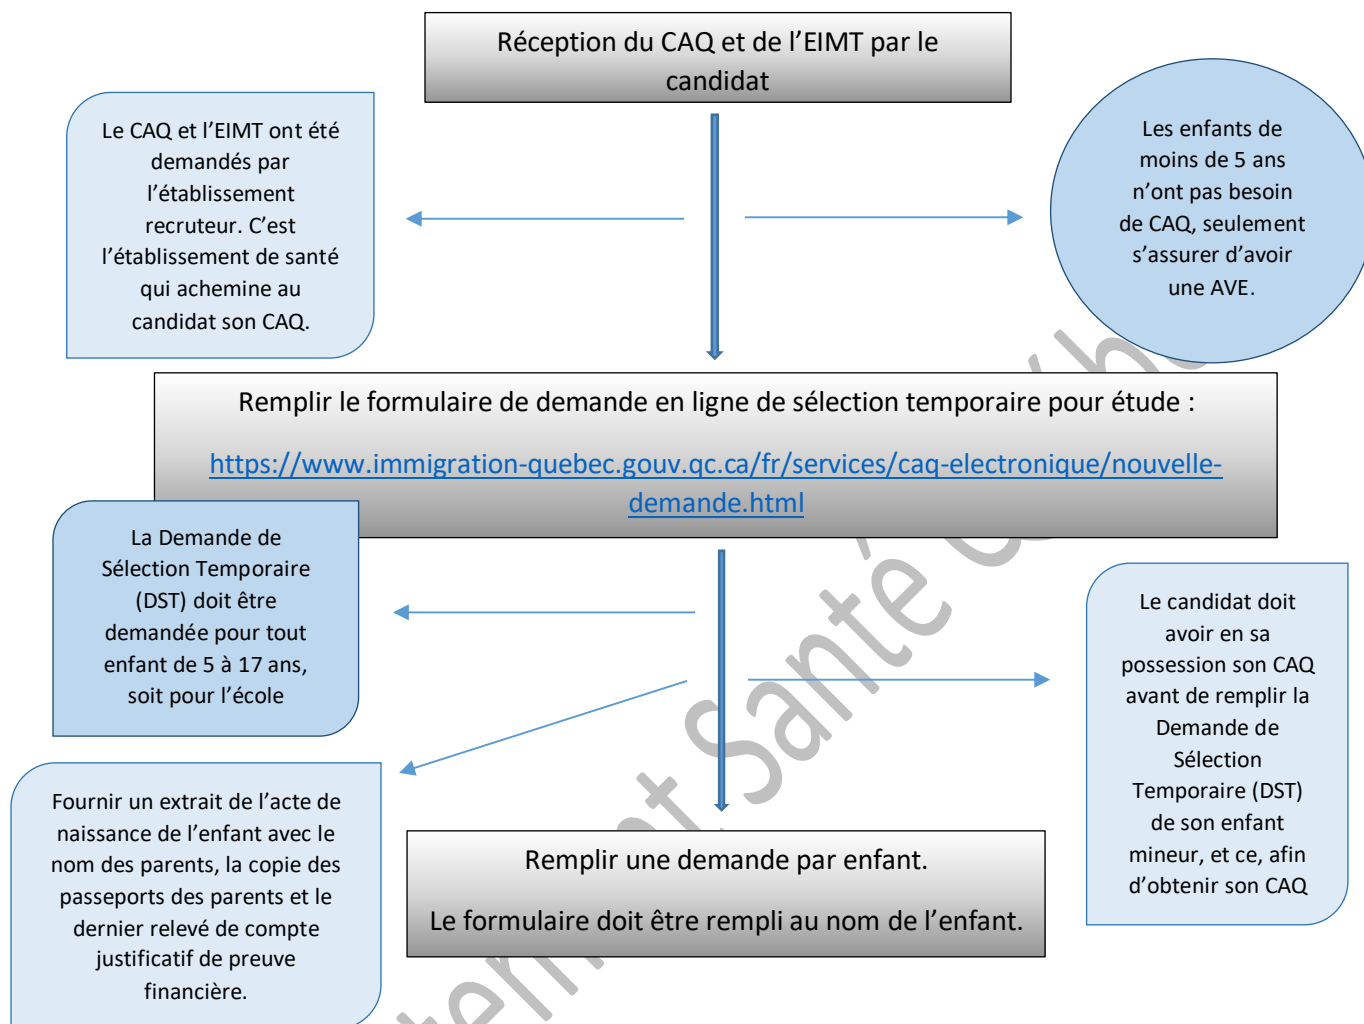 Réception du CAQ et de l'EIMT par le
candidat
Le CAQ et l'EIMT ont été
demandés par
l'établissement
recruteur. C'est
l'établissement de santé
qui achemine au
candidat son CAQ.
Les enfants de
moins de 5 ans
n'ont pas besoin
de CAQ, seulement
s'assurer d'avoir
une AVE.
Remplir le formulaire de demande en ligne de sélection temporaire pour étude :
https://www.immigration-quebec.gouv.qc.ca/fr/services/caq-electronique/nouvelle-
demande.html
La Demande de
Sélection Temporaire
(DST) doit être
demandée pour tout
enfant de 5 à 17 ans,
soit pour l'école
Le candidat doit
avoir en sa
possession son CAQ
avant de remplir la
Demande de
Sélection
Temporaire (DST)
de son enfant
mineur, et ce, afin
d'obtenir son CAQ
Fournir un extrait de l'acte de
naissance de l'enfant avec le
nom des parents, la copie des
passeports des parents et le
dernier relevé de compte
justificatif de preuve
financière.
Remplir une demande par enfant.
Le formulaire doit être rempli au nom de l'enfant.
Santé